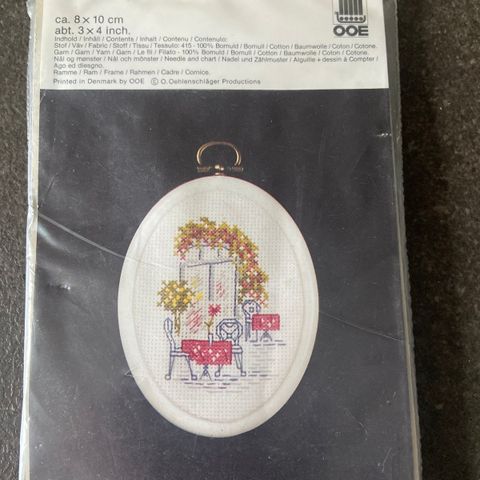 ca. 8 × 10 cm
abt. 3 × 4 inch.
OOE
Indhold / Inhåll / Contents / Inhalt / Contenu / Contenuto:
Stof / Väv / Fabric / Stoff / Tissu / Tessuto: 415 - 100% Bomuld / Bomull / Cotton / Baumwolle / Coton / Cotone.
Garn / Garn / Yarn / Garn / Le fil / Filato - 100% Bomuld / Bomull / Cotton / Baumwolle / Coton / Cotone.
Nål og mønster / Nål och mönster / Needle and chart / Nadel und Zählmuster / Aiguille + dessin à Compter /
Ago ed diesgno.
Ramme / Ram / Frame / Rahmen / Cadre / Cornice.
Printed in Denmark by OOE © O. Oehlenschläger Productions